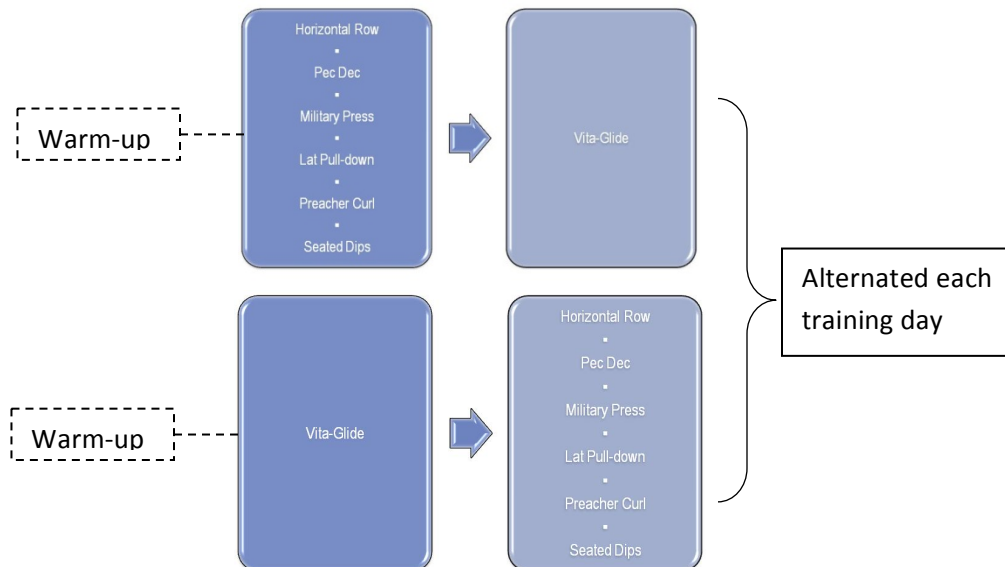 Warm-up
Horizontal Row
▪
Pec Dec
▪
Military Press
▪
Lat Pull-down
▪
Preacher Curl
▪
Seated Dips
Vita-Glide
Warm-up
Vita-Glide
Horizontal Row
▪
Pec Dec
▪
Military Press
▪
Lat Pull-down
▪
Preacher Curl
▪
Seated Dips
Alternated each
training day